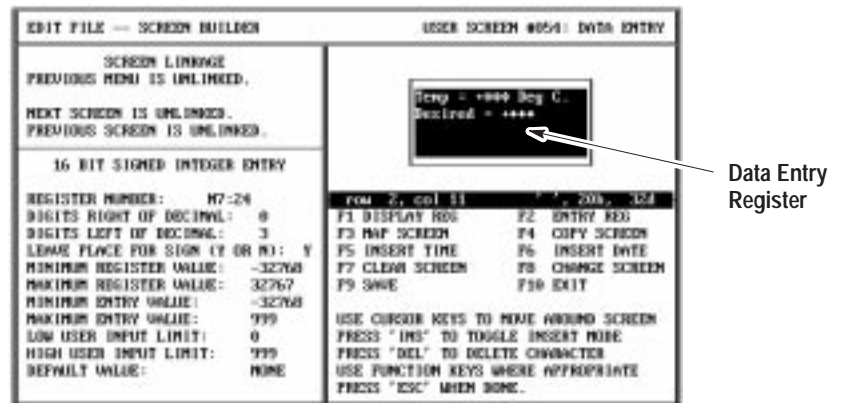 EDIT FILE -- SCREEN BUILDER
USER SCREEN #054: DATA ENTRY
SCREEN LINKAGE
PREVIOUS MENU IS UNLINKED.
NEXT SCREEN IS UNLINKED.
PREVIOUS SCREEN IS UNLINKED.
16 BIT SIGNED INTEGER ENTRY
REGISTER NUMBER: N7:24
DIGITS RIGHT OF DECIMAL: 0
DIGITS LEFT OF DECIMAL: 3
LEAVE PLACE FOR SIGN (Y OR N): Y
MINIMUM REGISTER VALUE: -32768
MAXIMUM REGISTER VALUE: 32767
MINIMUM ENTRY VALUE: -32768
MAXIMUM ENTRY VALUE: 999
LOW USER INPUT LIMIT: 0
HIGH USER INPUT LIMIT: 999
DEFAULT VALUE: NONE
Temp = +### Deg C.
Desired = ++++
Data Entry
Register
row 2, col 11 ' ', 20h, 32d
F1 DISPLAY REG F2 ENTRY REG
F3 MAP SCREEN F4 COPY SCREEN
F5 INSERT TIME F6 INSERT DATE
F7 CLEAR SCREEN F8 CHANGE SCREEN
F9 SAVE F10 EXIT
USE CURSOR KEYS TO MOVE AROUND SCREEN
PRESS "INS" TO TOGGLE INSERT MODE
PRESS "DEL" TO DELETE CHARACTER
USE FUNCTION KEYS WHERE APPROPRIATE
PRESS "ESC" WHEN DONE.